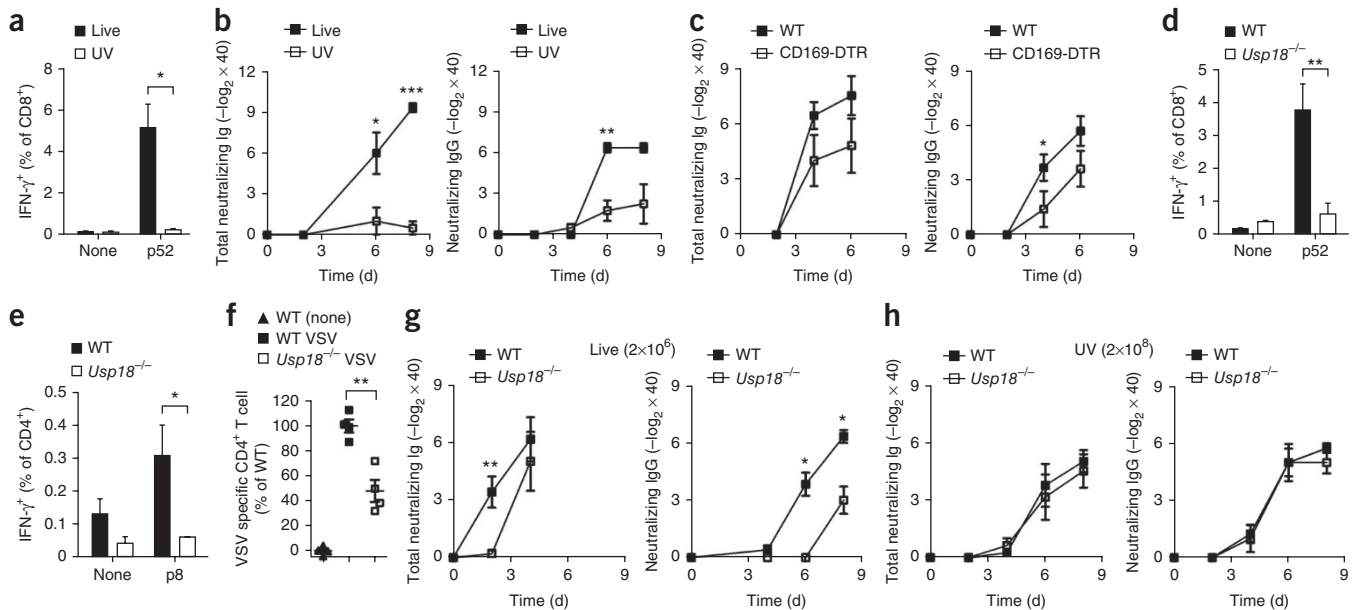 a
Live
UV
IFN-γ⁺ (% of CD8⁺)
8
6
4
2
0
*
None
p52
b
Live
UV
Total neutralizing Ig (–log₂ × 40)
9
6
3
0
*
***
0
3
6
9
Time (d)
Live
UV
Neutralizing IgG (–log₂ × 40)
9
6
3
0
**
0
3
6
9
Time (d)
c
WT
CD169-DTR
Total neutralizing Ig (–log₂ × 40)
9
6
3
0
0
3
6
9
Time (d)
WT
CD169-DTR
Neutralizing IgG (–log₂ × 40)
9
6
3
0
*
0
3
6
9
Time (d)
d
WT
Usp18⁻/⁻
IFN-γ⁺ (% of CD8⁺)
5
4
3
2
1
0
**
None
p52
e
WT
Usp18⁻/⁻
IFN-γ⁺ (% of CD4⁺)
0.5
0.4
0.3
0.2
0.1
0
*
None
p8
f
WT (none)
WT VSV
Usp18⁻/⁻ VSV
VSV specific CD4⁺ T cell
(% of WT)
120
100
80
60
40
20
0
**
g
Live (2×10⁶)
WT
Usp18⁻/⁻
Total neutralizing Ig (–log₂ × 40)
9
6
3
0
**
0
3
6
9
Time (d)
WT
Usp18⁻/⁻
Neutralizing IgG (–log₂ × 40)
9
6
3
0
*
*
0
3
6
9
Time (d)
h
UV (2×10⁸)
WT
Usp18⁻/⁻
Total neutralizing Ig (–log₂ × 40)
9
6
3
0
0
3
6
9
Time (d)
WT
Usp18⁻/⁻
Neutralizing IgG (–log₂ × 40)
9
6
3
0
0
3
6
9
Time (d)